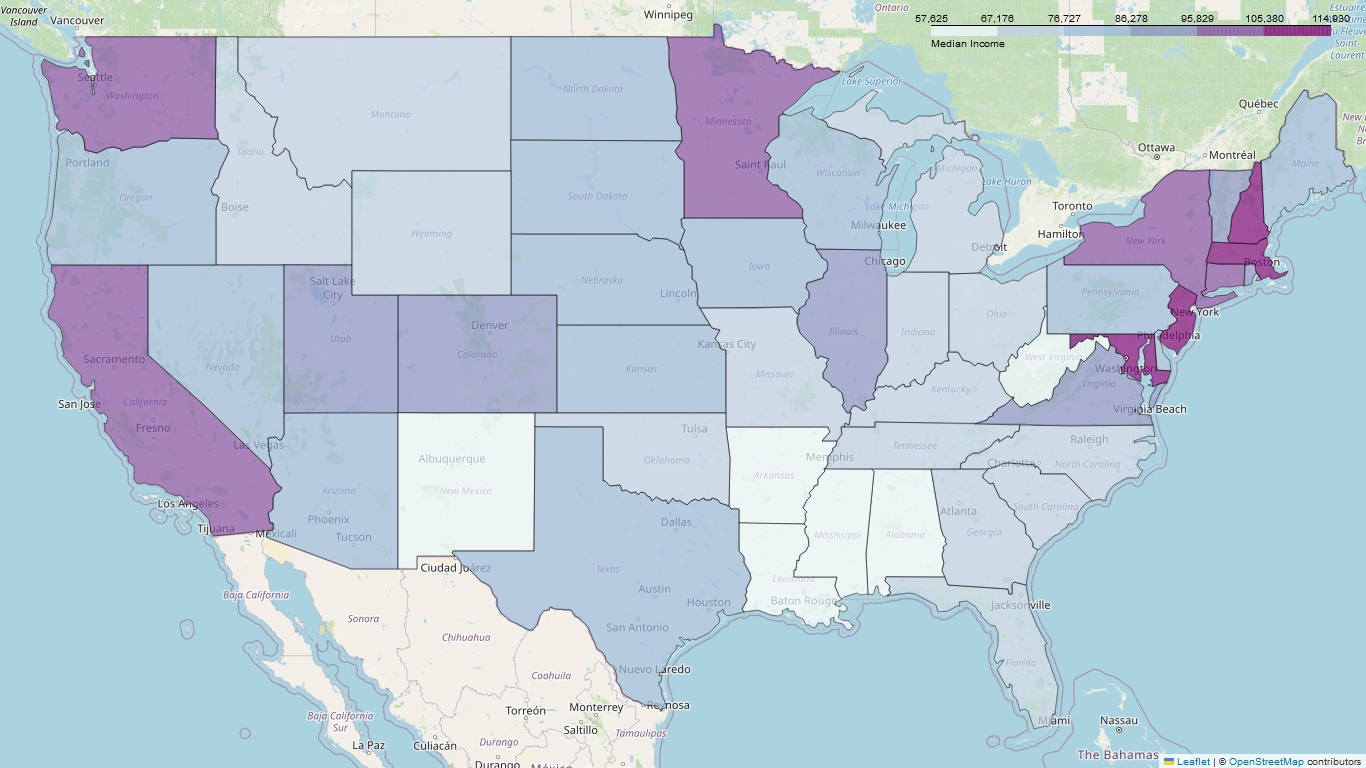 Vancouver
Island
Vancouver
Winnipeg
Ontario
57,625 67,176 76,727 86,278 95,829 105,380 114,930
Median Income
Estuaire
du Fleuve
Saint-
Laurent
Seattle
Washington
Montana
North Dakota
Minnesota
Lake Superior
Québec
New
Portland
Idaho
Saint Paul
Wisconsin
Michigan
Ottawa
Montréal
Maine
Oregon
Boise
South Dakota
Lake Huron
Lake Michigan
Toronto
Wyoming
Milwaukee
Detroit
Hamilton
New York
Salt Lake
City
Nebraska
Lincoln
Iowa
Chicago
Boston
Pennsylvania
Denver
Utah
Colorado
Illinois
Indiana
Ohio
New York
Philadelphia
Sacramento
Nevada
Kansas
Kansas City
Missouri
West Virginia
Washington
Virginia
San Jose
California
Fresno
Kentucky
Virginia Beach
Las Vegas
Tulsa
Tennessee
Raleigh
Albuquerque
Oklahoma
Memphis
Charlotte
North Carolina
Los Angeles
Arizona
New Mexico
Arkansas
Phoenix
Dallas
Atlanta
South Carolina
Tijuana
Mexicali
Tucson
Mississippi
Alabama
Georgia
Ciudad Juárez
Texas
Louisiana
Baja California
Austin
Houston
Baton Rouge
Jacksonville
Sonora
San Antonio
Chihuahua
Nuevo Laredo
Florida
Coahuila
Baja California
Sur
Torreón
Monterrey
Reynosa
Miami
Nassau
Saltillo
Tamaulipas
La Paz
Culiacán
Durango
Durango
México
The Bahamas
Leaflet | © OpenStreetMap contributors